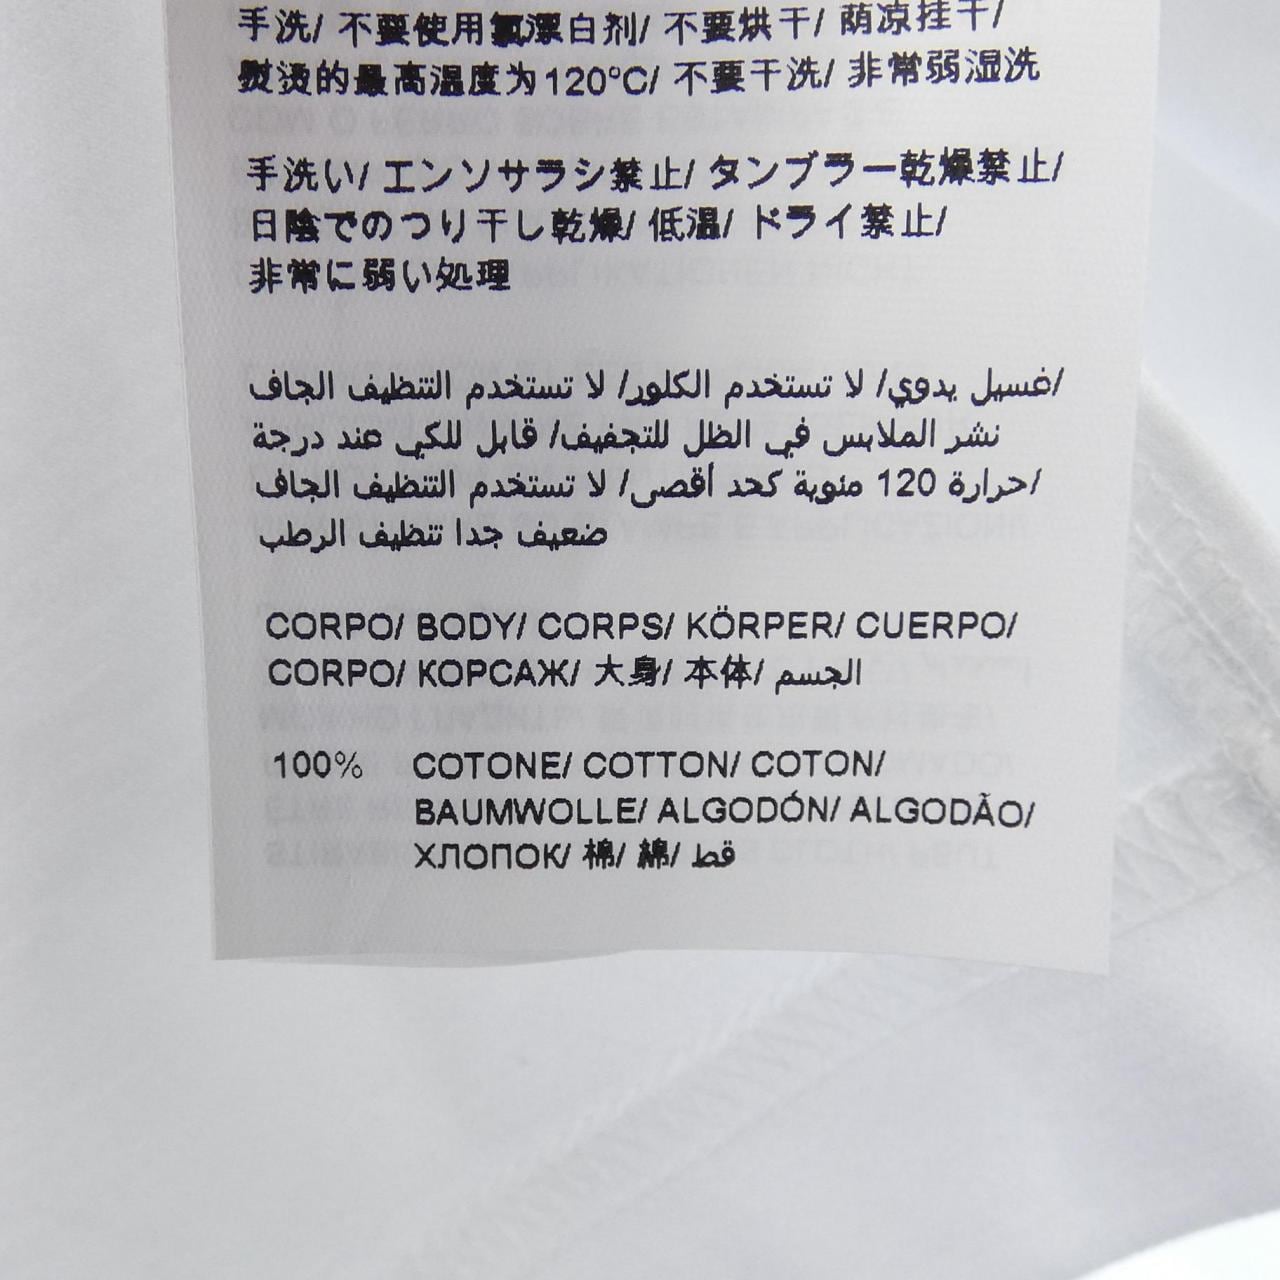 手洗/ 不要使用氯漂白剂/ 不要烘干/ 荫凉挂干/
熨烫的最高温度为120°C/ 不要干洗/ 非常弱湿洗
手洗い/ エンソサラシ禁止/ タンブラー乾燥禁止/
日陰でのつり干し乾燥/ 低温/ ドライ禁止/
非常に弱い处理
غسيل يدوي/ لا تستخدم الكلور/ لا تستخدم التنظيف الجاف/
نشر الملابس في الظل للتجفيف/ قابل للكي عند درجة
حرارة 120 مئوية كحد أقصى/ لا تستخدم التنظيف الجاف/
ضعيف جدا تنظيف الرطب
CORPO/ BODY/ CORPS/ KÖRPER/ CUERPO/
CORPO/ КОРСАЖ/ 大身/ 本体/ الجسم
100% COTONE/ COTTON/ COTON/
BAUMWOLLE/ ALGODÓN/ ALGODÃO/
ХЛОПОК/ 棉/ 綿/ قط